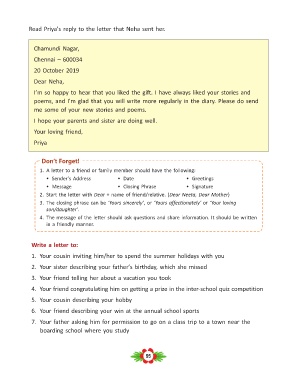 Read Priya's reply to the letter that Neha sent her.
Chamundi Nagar,
Chennai – 600034
20 October 2019
Dear Neha,
I'm so happy to hear that you liked the gift. I have always liked your stories and
poems, and I'm glad that you will write more regularly in the diary. Please do send
me some of your new stories and poems.
I hope your parents and sister are doing well.
Your loving friend,
Priya
Don't Forget!
1. A letter to a friend or family member should have the following:
• Sender's Address • Date • Greetings
• Message • Closing Phrase • Signature
2. Start the letter with Dear + name of friend/relative. (Dear Neela, Dear Mother)
3. The closing phrase can be 'Yours sincerely', or 'Yours affectionately' or 'Your loving
son/daughter'.
4. The message of the letter should ask questions and share information. It should be written
in a friendly manner.
Write a letter to:
1. Your cousin inviting him/her to spend the summer holidays with you
2. Your sister describing your father's birthday, which she missed
3. Your friend telling her about a vacation you took
4. Your friend congratulating him on getting a prize in the inter-school quiz competition
5. Your cousin describing your hobby
6. Your friend describing your win at the annual school sports
7. Your father asking him for permission to go on a class trip to a town near the
boarding school where you study